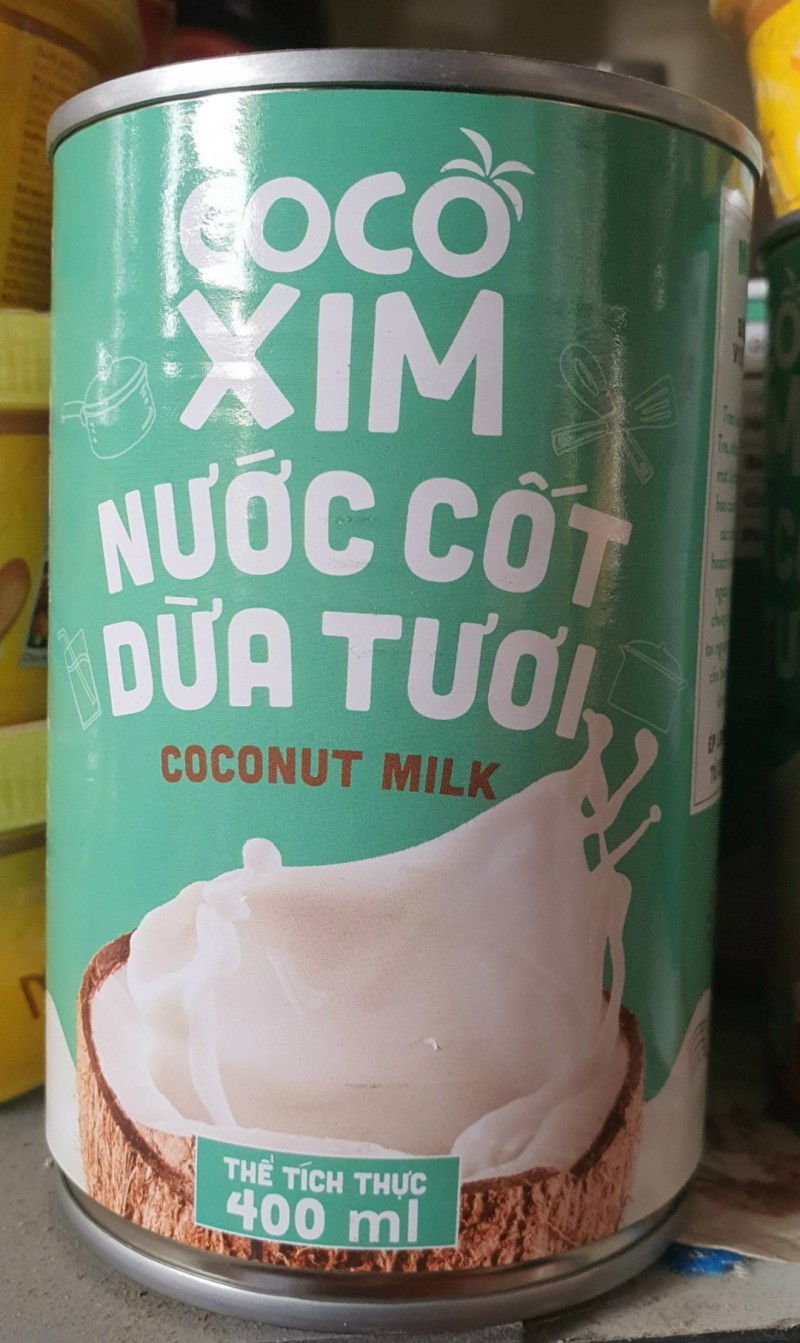 COCO
XIM
NƯỚC CỐT
DỪA TƯƠI
COCONUT MILK
THỂ TÍCH THỰC
400 ml